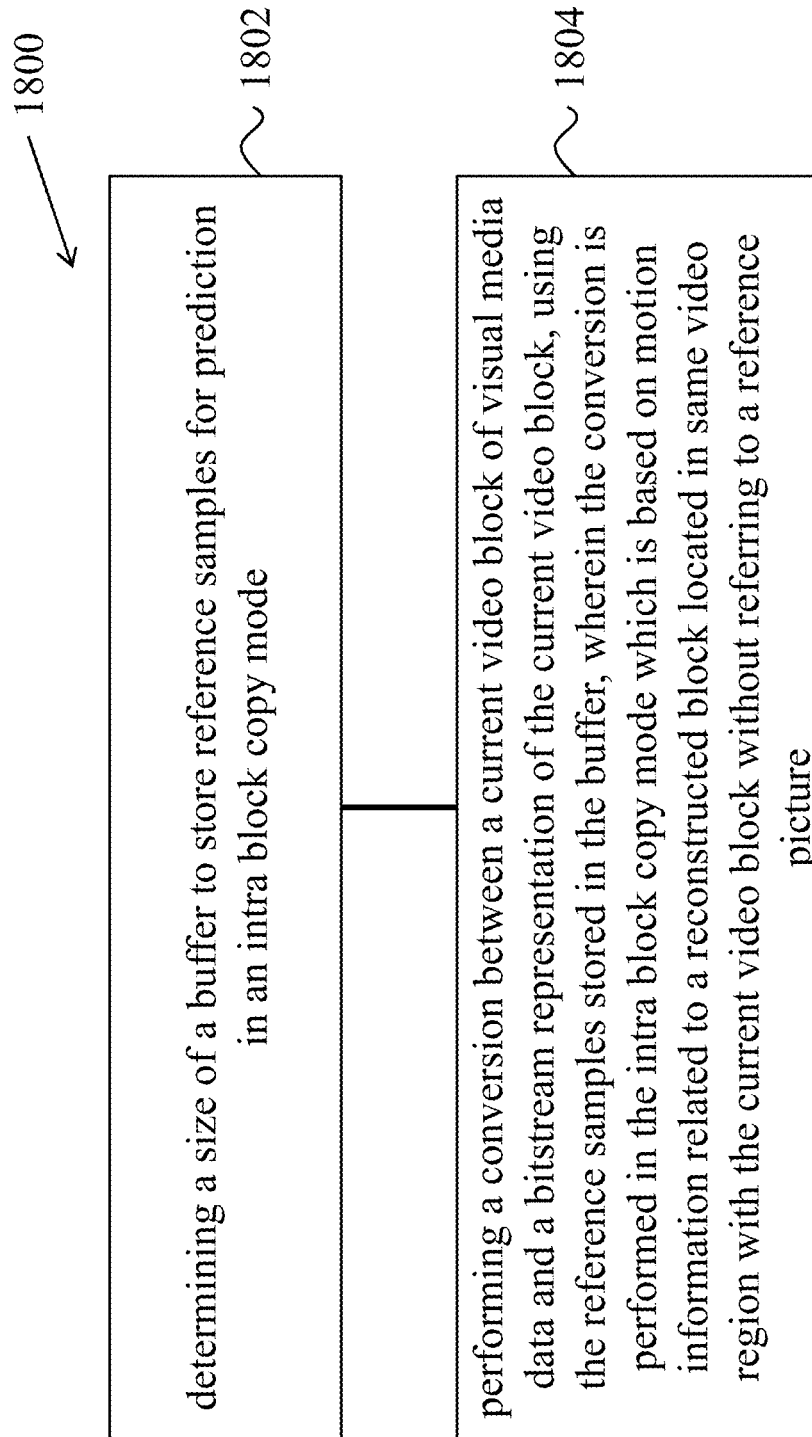 1800
determining a size of a buffer to store reference samples for prediction
in an intra block copy mode
1802
performing a conversion between a current video block of visual media
data and a bitstream representation of the current video block, using
the reference samples stored in the buffer, wherein the conversion is
performed in the intra block copy mode which is based on motion
information related to a reconstructed block located in same video
region with the current video block without referring to a reference
picture
1804